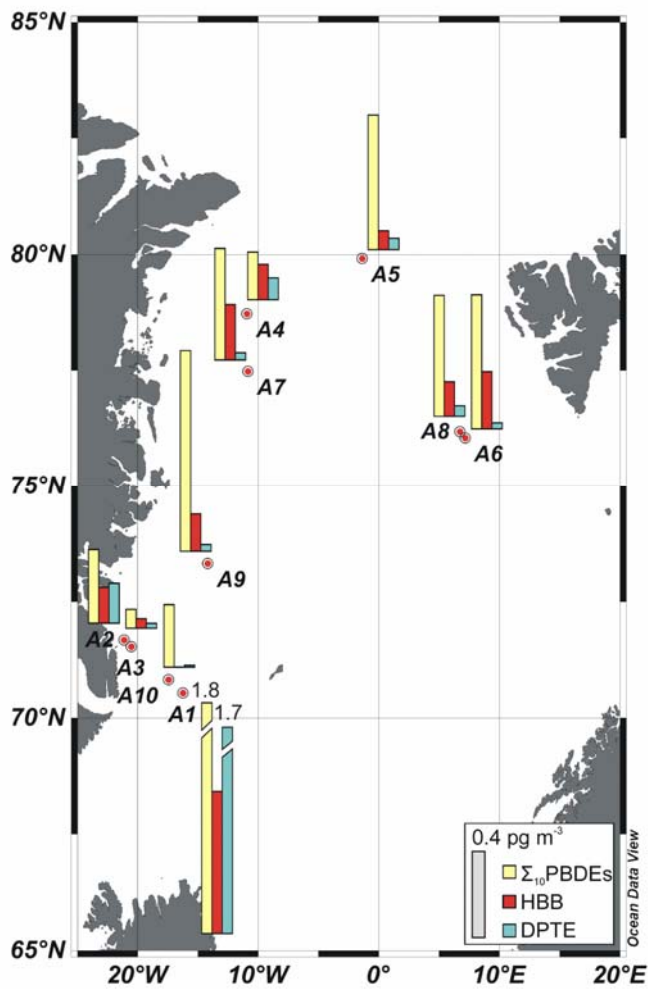 85°N
80°N
A5
A4
A7
A8
A6
75°N
A9
A2
A3
A10
A1
1.8
1.7
70°N
0.4 pg m⁻³
Σ₁₀PBDEs
HBB
DPTE
Ocean Data View
65°N
20°W 10°W 0° 10°E 20°E